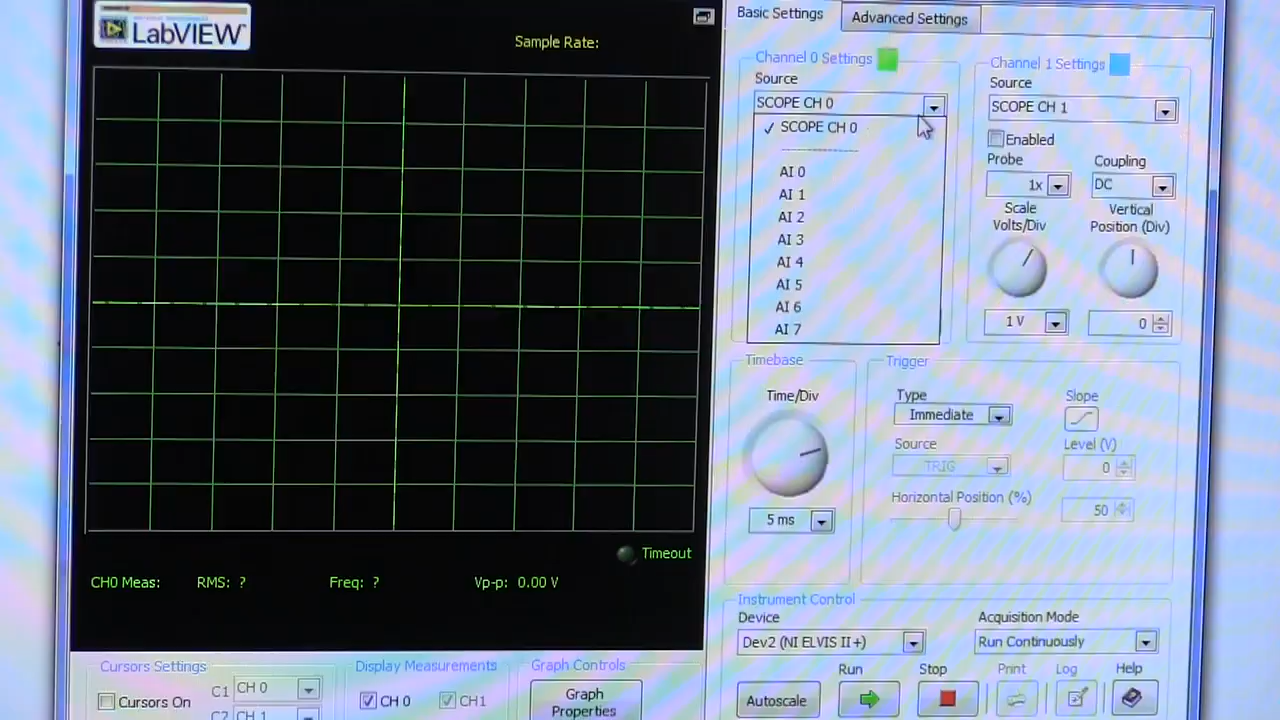 LabVIEW
Sample Rate:
Basic Settings
Advanced Settings
Channel 0 Settings
Source
SCOPE CH 0
✓ SCOPE CH 0
AI 0
AI 1
AI 2
AI 3
AI 4
AI 5
AI 6
AI 7
Channel 1 Settings
Source
SCOPE CH 1
Enabled
Probe
Coupling
1x
DC
Scale
Volts/Div
Vertical
Position (Div)
1 V
0
Timebase
Time/Div
5 ms
Trigger
Type
Slope
Immediate
Source
Level (V)
TRIG
0
Horizontal Position (%)
50
Timeout
CH0 Meas: RMS: ? Freq: ? Vp-p: 0.00 V
Instrument Control
Device
Acquisition Mode
Dev2 (NI ELVIS II+)
Run Continuously
Run
Stop
Print
Log
Help
Autoscale
Cursors Settings
Cursors On
C1 CH 0
C2 CH 1
Display Measurements
CH 0
CH1
Graph Controls
Graph
Properties